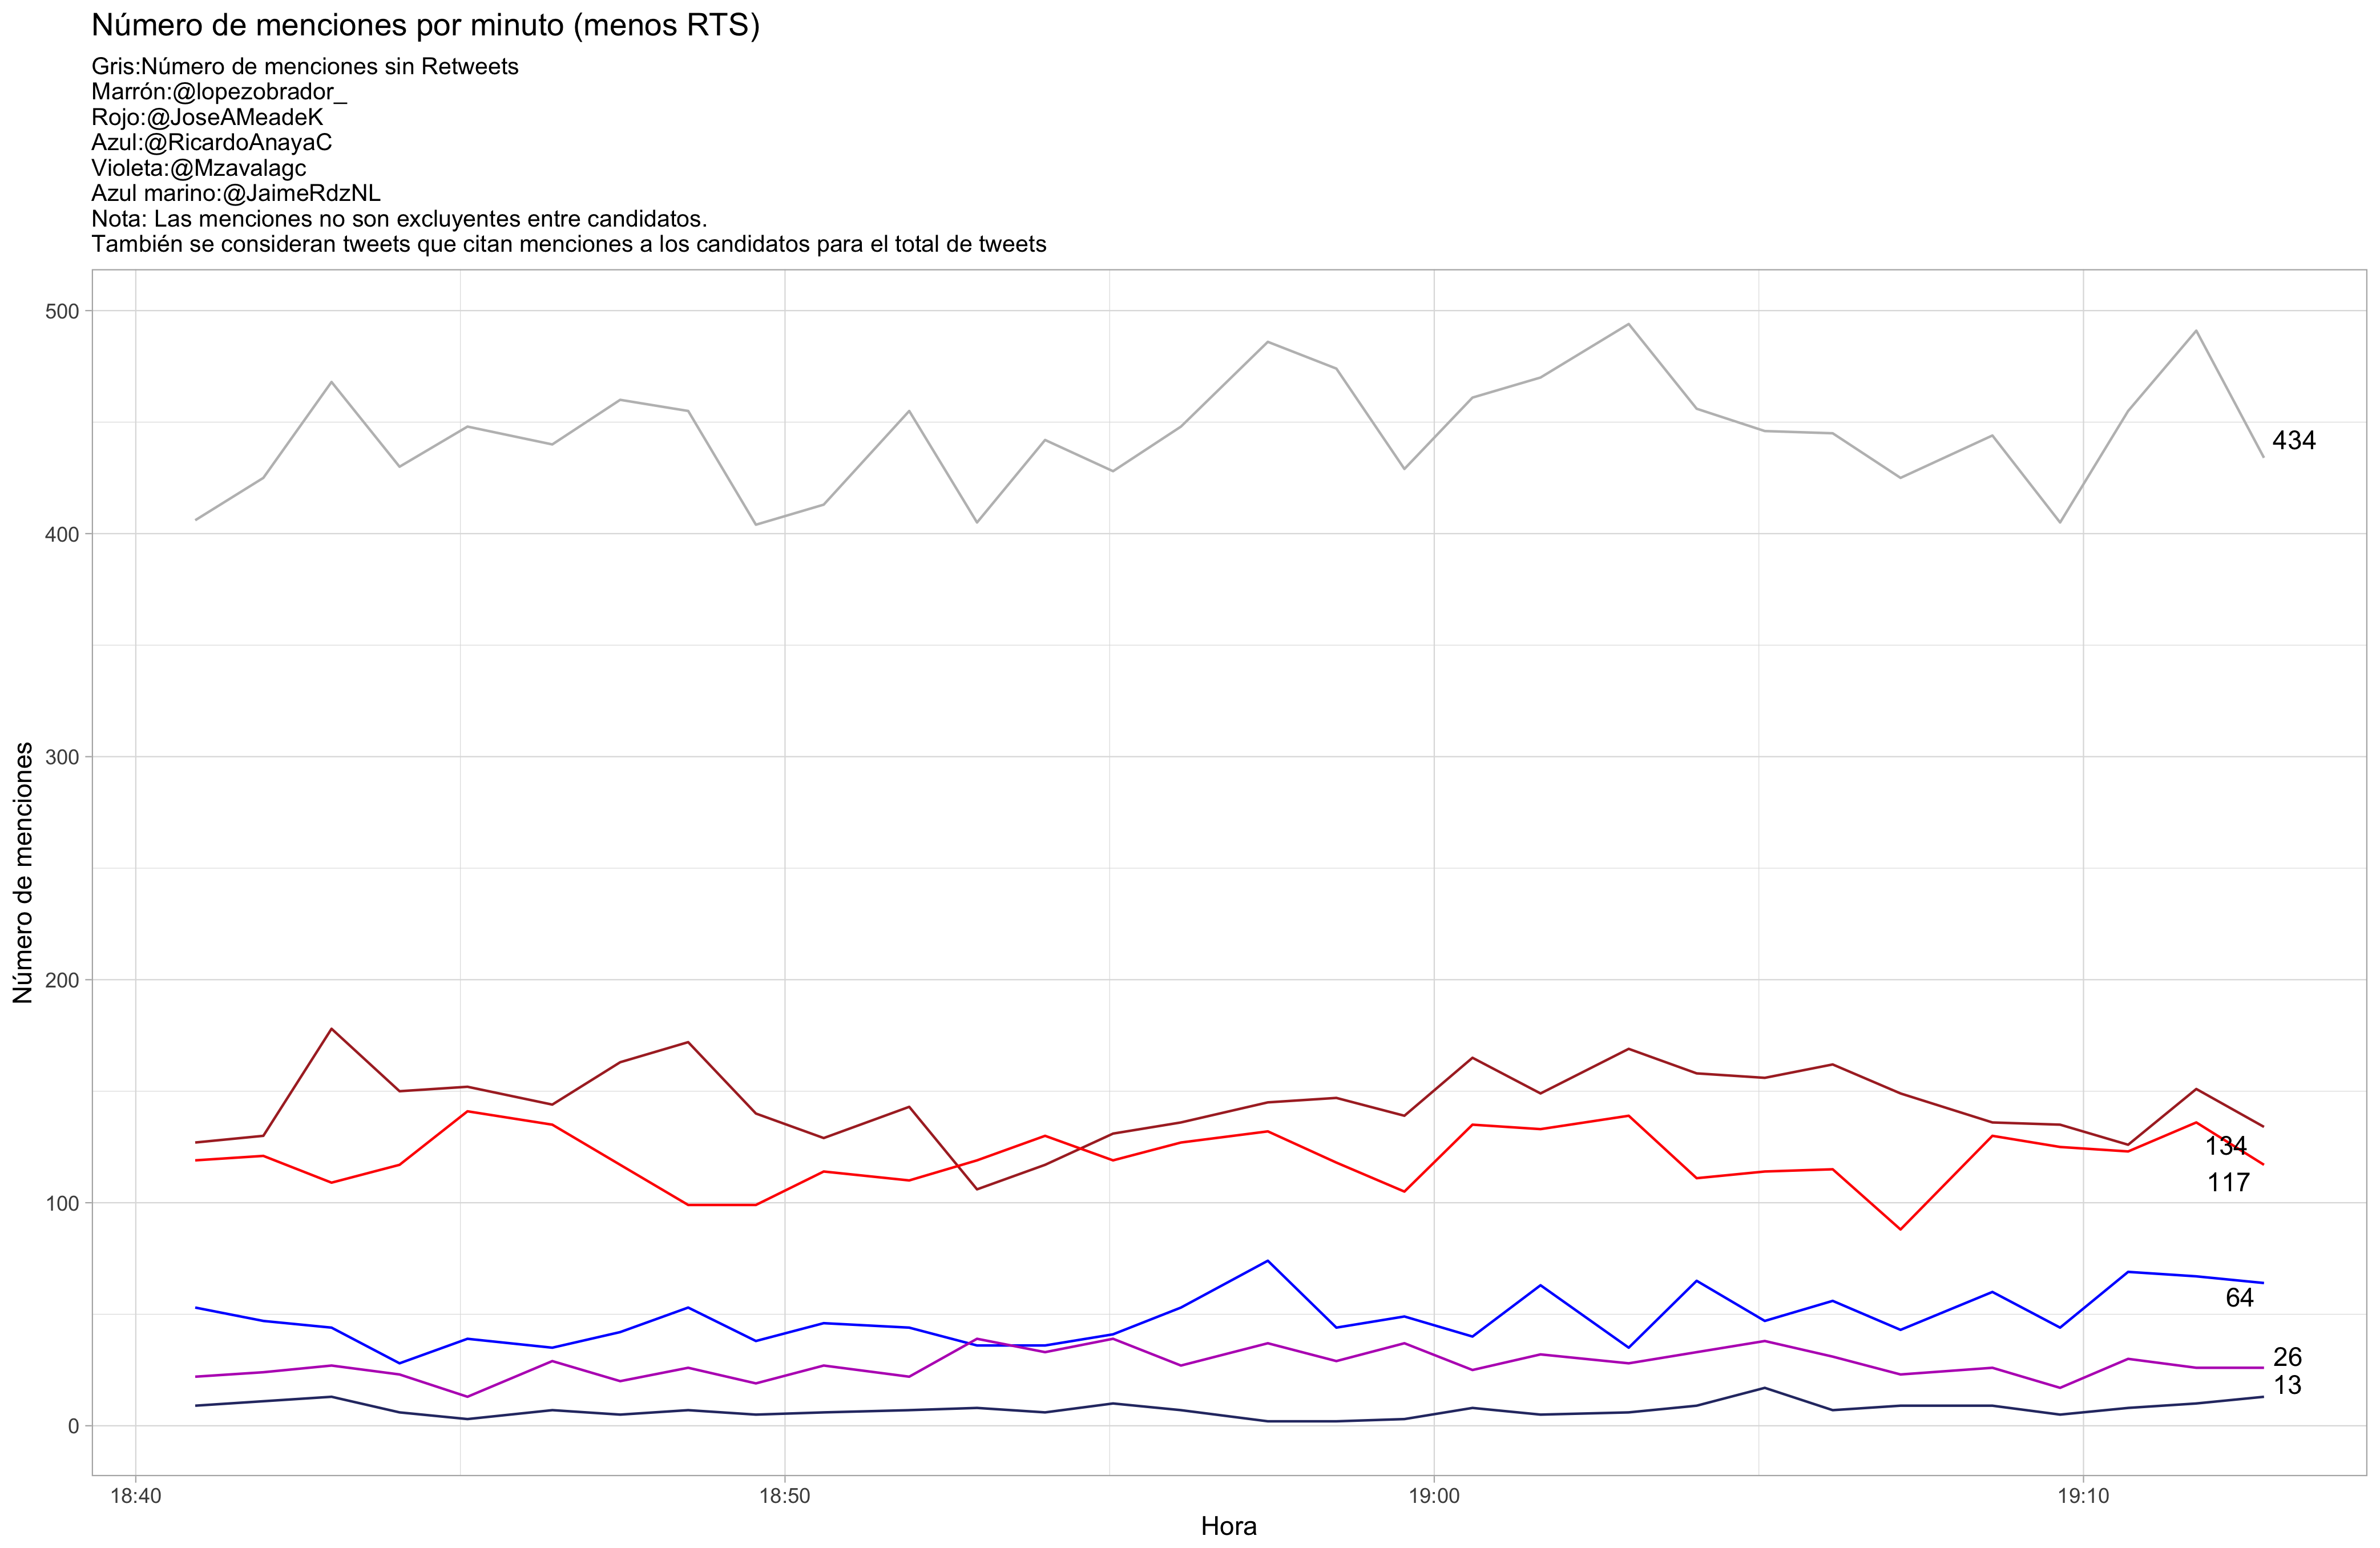 Número de menciones por minuto (menos RTS)
Gris:Número de menciones sin Retweets
Marrón:@lopezobrador_
Rojo:@JoseAMeadeK
Azul:@RicardoAnayaC
Violeta:@Mzavalagc
Azul marino:@JaimeRdzNL
Nota: Las menciones no son excluyentes entre candidatos.
También se consideran tweets que citan menciones a los candidatos para el total de tweets
500
434
400
300
Número de menciones
200
134
117
100
64
26
13
0
18:40
18:50
19:00
19:10
Hora